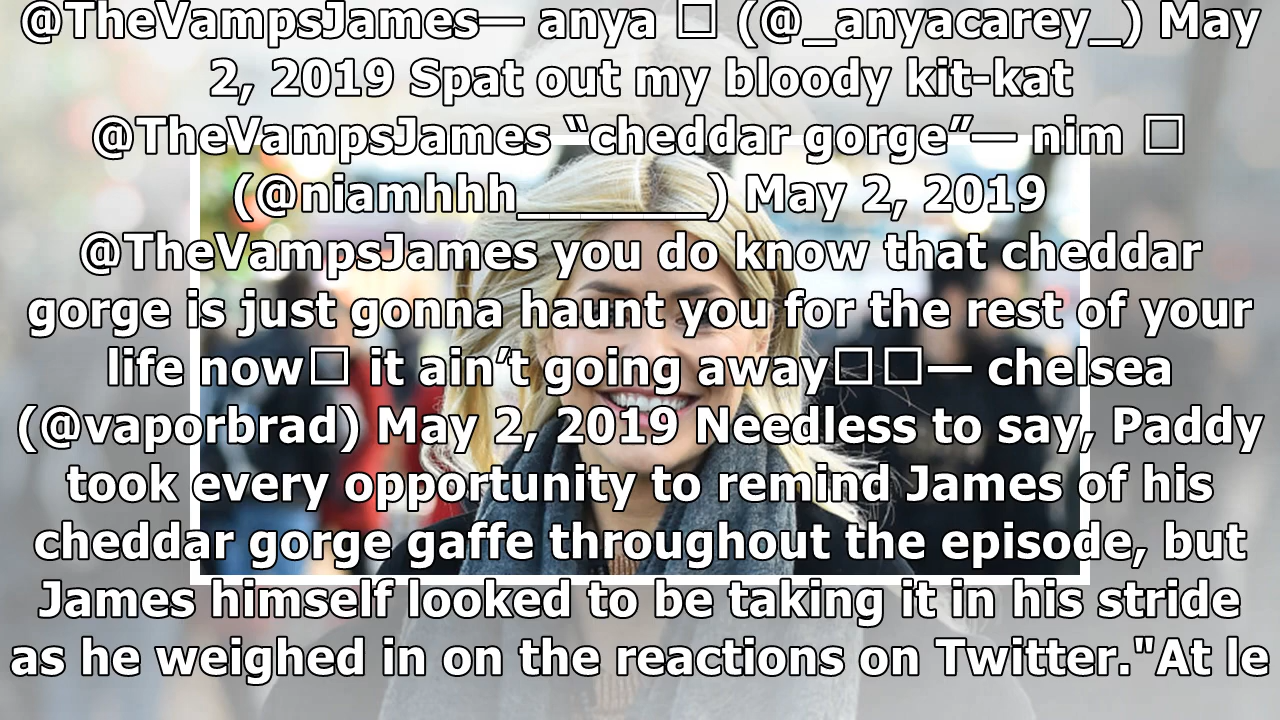 @TheVampsJames— anya □ (@_anyacarey_) May
2, 2019 Spat out my bloody kit-kat
@TheVampsJames “cheddar gorge”— nim □
(@niamhhh______) May 2, 2019
@TheVampsJames you do know that cheddar
gorge is just gonna haunt you for the rest of your
life now□ it ain’t going away□□— chelsea
(@vaporbrad) May 2, 2019 Needless to say, Paddy
took every opportunity to remind James of his
cheddar gorge gaffe throughout the episode, but
James himself looked to be taking it in his stride
as he weighed in on the reactions on Twitter."At le